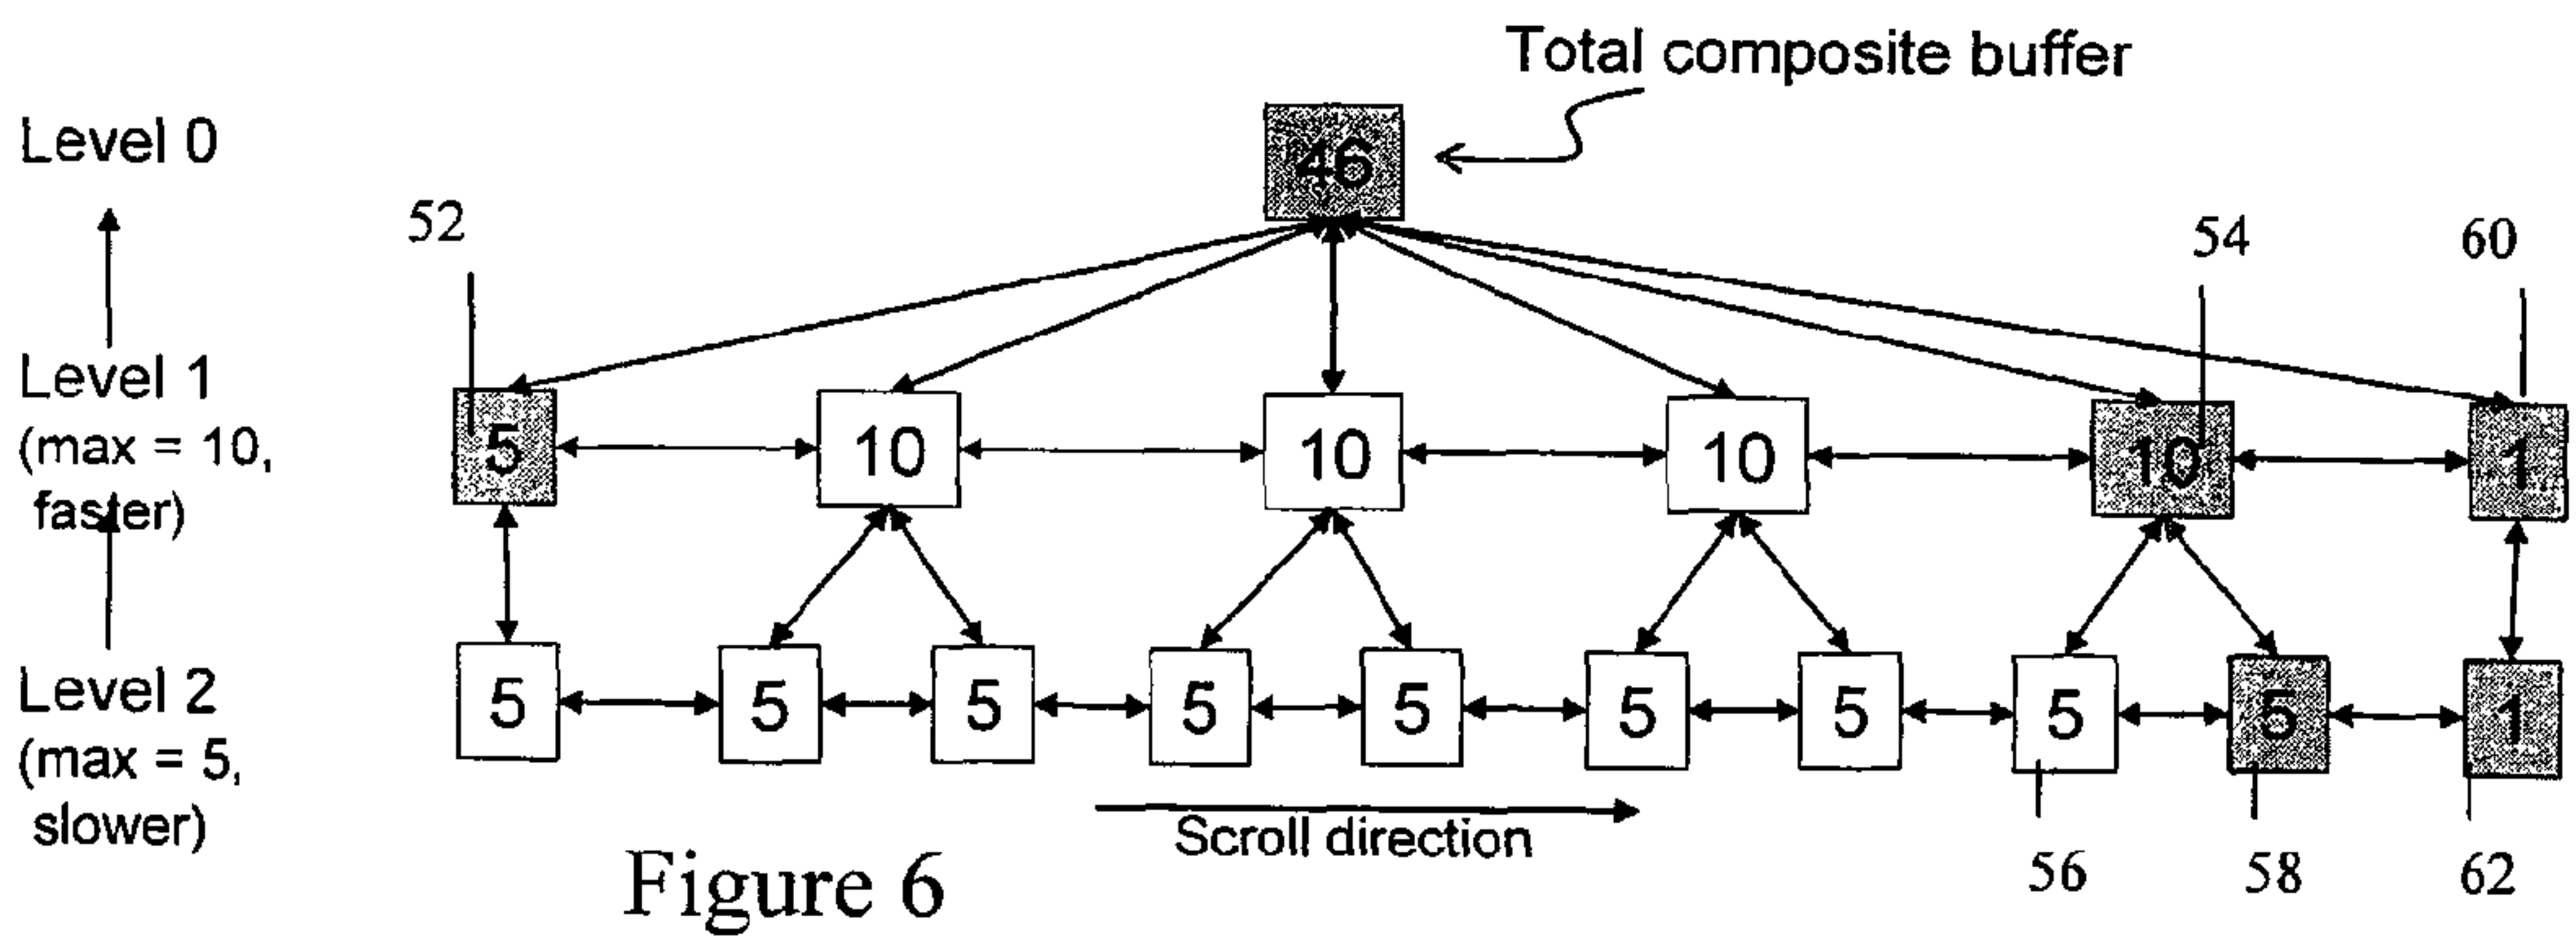 Total composite buffer
Level 0
46
52
54
60
Level 1
(max = 10,
faster)
5
10
10
10
10
1
Level 2
(max = 5,
slower)
5
5
5
5
5
5
5
5
5
1
Scroll direction
56
58
62
Figure 6